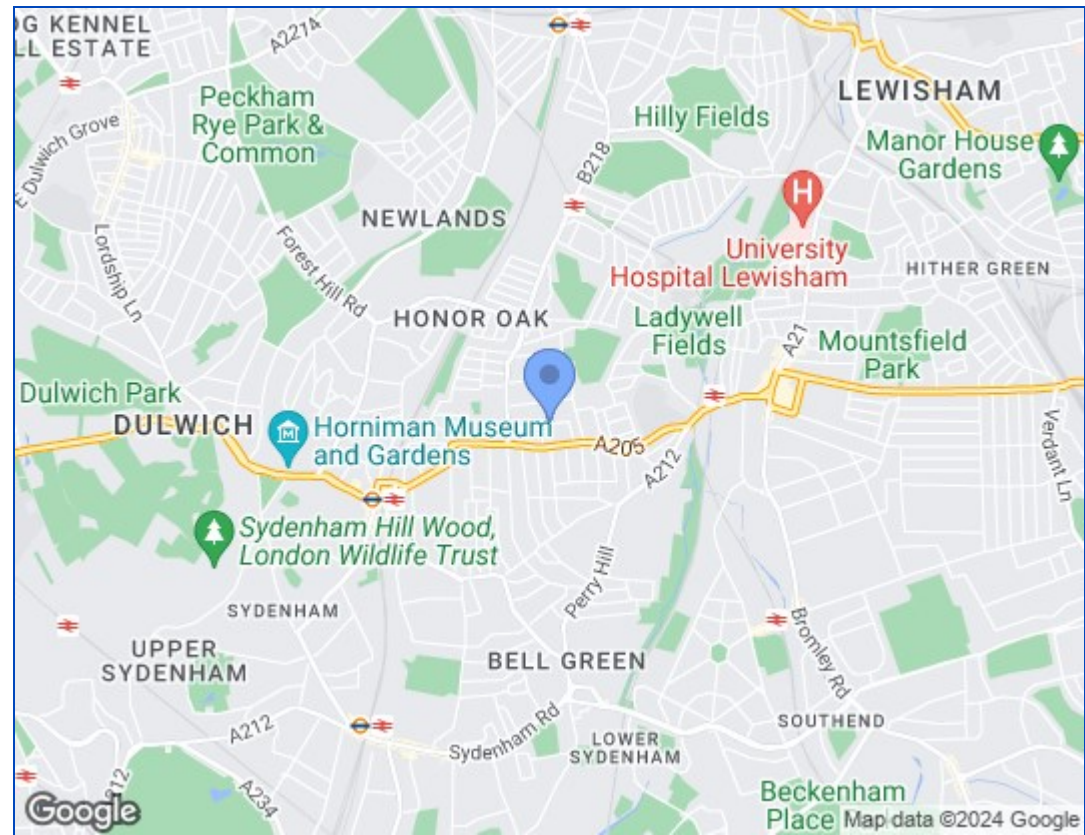 OG KENNEL
LL ESTATE
A2214
LEWISHAM
Peckham
Rye Park &
Common
Hilly Fields
Manor House
Gardens
E Dulwich Grove
B218
H
NEWLANDS
University
Hospital Lewisham
HITHER GREEN
Lordship Ln
Forest Hill Rd
HONOR OAK
Ladywell
Fields
A21
Mountsfield
Park
Dulwich Park
DULWICH
Horniman Museum
and Gardens
A205
A212
Verdant Ln
Sydenham Hill Wood,
London Wildlife Trust
SYDENHAM
Perry Hill
UPPER
SYDENHAM
BELL GREEN
Bromley Rd
A212
Sydenham Rd
LOWER
SYDENHAM
SOUTHEND
A234
Beckenham
Place
Google
Map data ©2024 Google